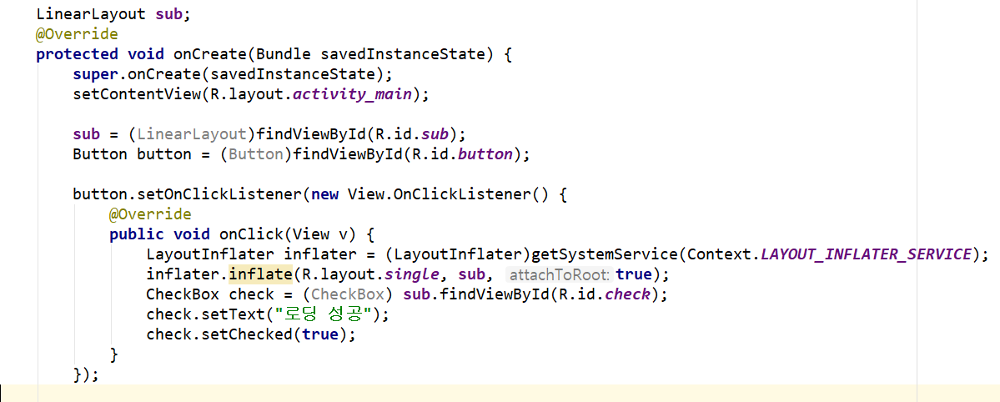 LinearLayout sub;
@Override
protected void onCreate(Bundle savedInstanceState) {
super.onCreate(savedInstanceState);
setContentView(R.layout.activity_main);
sub = (LinearLayout)findViewById(R.id.sub);
Button button = (Button)findViewById(R.id.button);
button.setOnClickListener(new View.OnClickListener() {
@Override
public void onClick(View v) {
LayoutInflater inflater = (LayoutInflater)getSystemService(Context.LAYOUT_INFLATER_SERVICE);
inflater.inflate(R.layout.single, sub, attachToRoot: true);
CheckBox check = (CheckBox) sub.findViewById(R.id.check);
check.setText("로딩 성공");
check.setChecked(true);
}
});